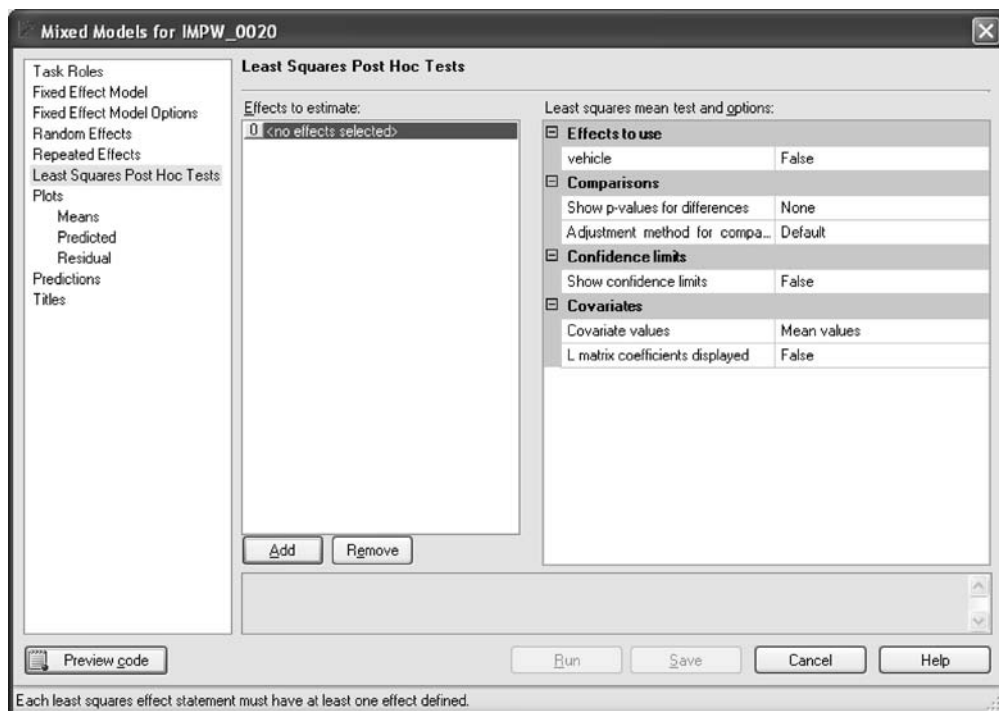 Mixed Models for IMPW_0020
Task Roles
Fixed Effect Model
Fixed Effect Model Options
Random Effects
Repeated Effects
Least Squares Post Hoc Tests
Plots
Means
Predicted
Residual
Predictions
Titles
Least Squares Post Hoc Tests
Effects to estimate:
0 <no effects selected>
Add Remove
Least squares mean test and options:
Effects to use
vehicle False
Comparisons
Show p-values for differences None
Adjustment method for compa... Default
Confidence limits
Show confidence limits False
Covariates
Covariate values Mean values
L matrix coefficients displayed False
Preview code Run Save Cancel Help
Each least squares effect statement must have at least one effect defined.